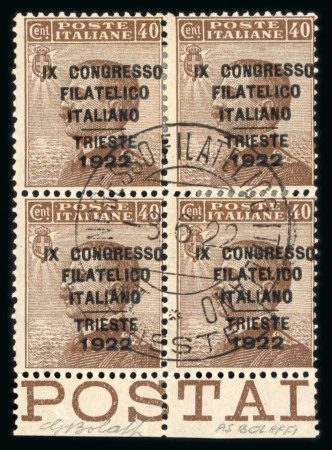 POSTE ITALIANE
Cent 40
IX CONGRESSO
FILATELICO
ITALIANO
TRIESTE
1922
POSTE ITALIANE
Cent 40
IX CONGRESSO
FILATELICO
ITALIANO
TRIESTE
1922
POSTE ITALIANE
Cent 40
IX CONGRESSO
FILATELICO
ITALIANO
TRIESTE
1922
POSTE ITALIANE
Cent 40
IX CONGRESSO
FILATELICO
ITALIANO
TRIESTE
1922
POSTAL